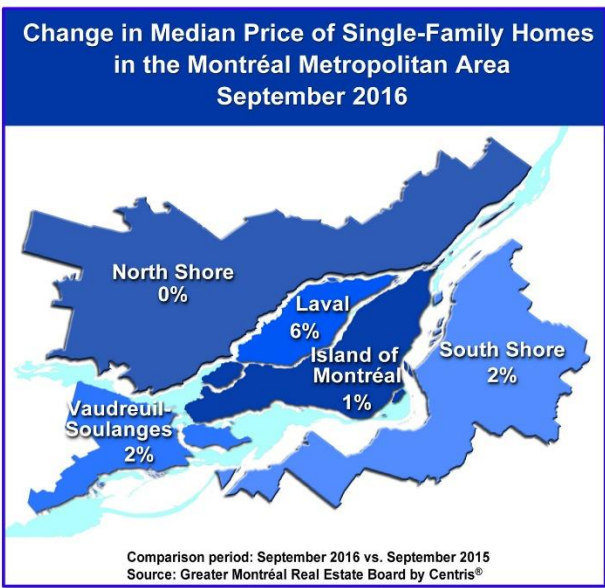 Change in Median Price of Single-Family Homes
in the Montréal Metropolitan Area
September 2016
North Shore
0%
Laval
6%
Island of
Montréal
1%
South Shore
2%
Vaudreuil-
Soulanges
2%
Comparison period: September 2016 vs. September 2015
Source: Greater Montréal Real Estate Board by Centris®